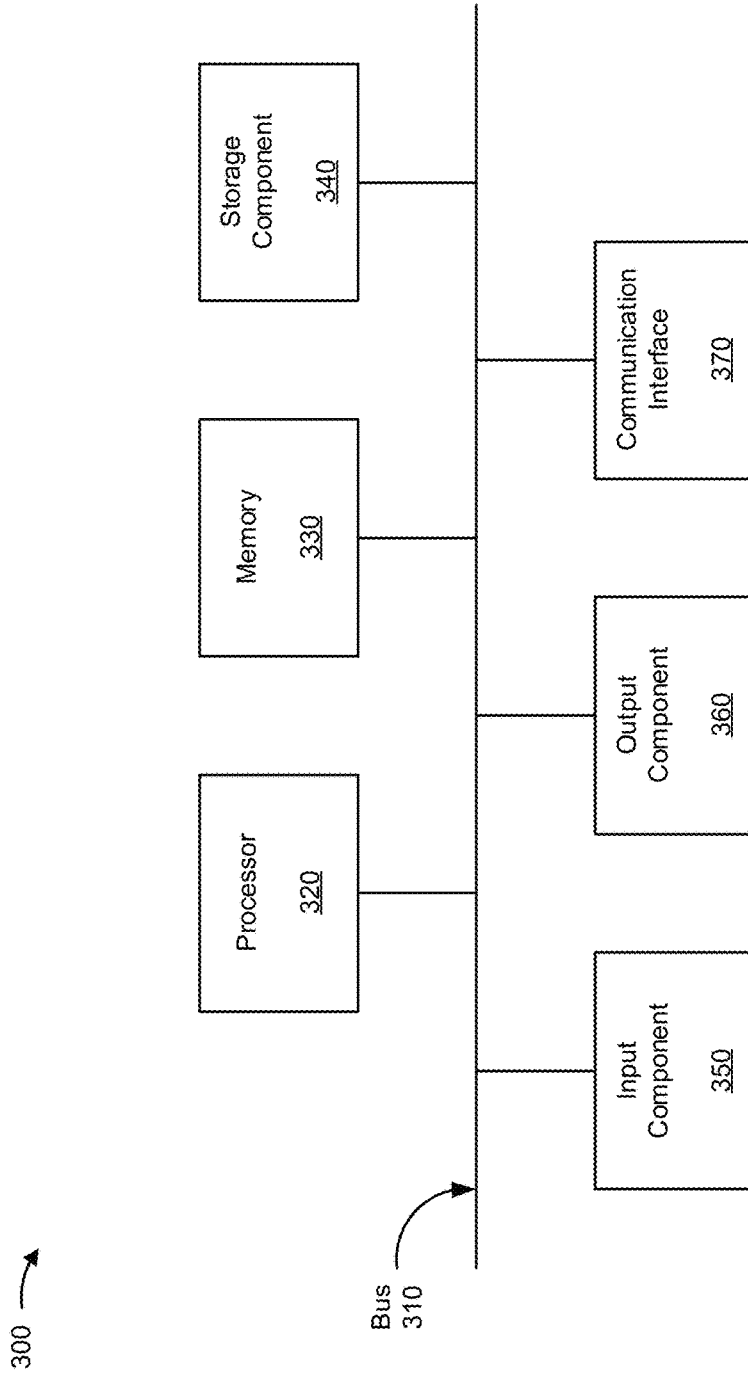 300
Processor
320
Memory
330
Storage
Component
340
Bus
310
Input
Component
350
Output
Component
360
Communication
Interface
370